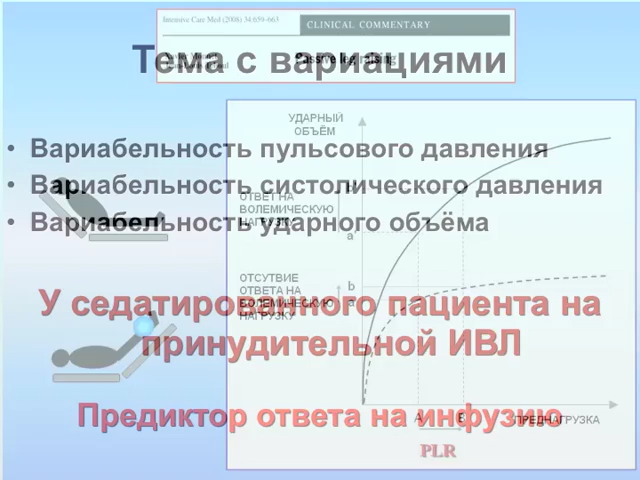 Intensive Care Med (2008) 34:659–663
CLINICAL COMMENTARY
Тема с вариациями
Passive leg raising
УДАРНЫЙ
ОБЪЁМ
• Вариабельность пульсового давления
• Вариабельность систолического давления
• Вариабельность ударного объёма
ОТВЕТ НА
ВОЛЕМИЧЕСКУЮ
НАГРУЗКУ
b
a
ОТСУТВИЕ
ОТВЕТА НА
ВОЛЕМИЧЕСКУЮ
НАГРУЗКУ
b
a
У седатированного пациента на
принудительной ИВЛ
Предиктор ответа на инфузию
A
B
ПРЕДНАГРУЗКА
PLR